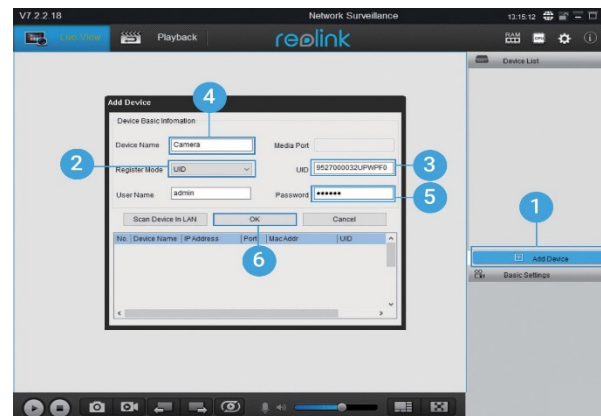 V7.2.2.18 Network Surveillance 13:15:12
Live View Playback reolink RAM CPU
Device List
Add Device
4
Device Basic Infomation
Device Name Camera Media Port
2 Register Mode UID UID 9527000032UPWPF0 3
User Name admin Password ●●●●●● 5
Scan Device In LAN OK Cancel
No. Device Name IP Address Port Mac Addr UID
6
1
Add Device
Basic Settings